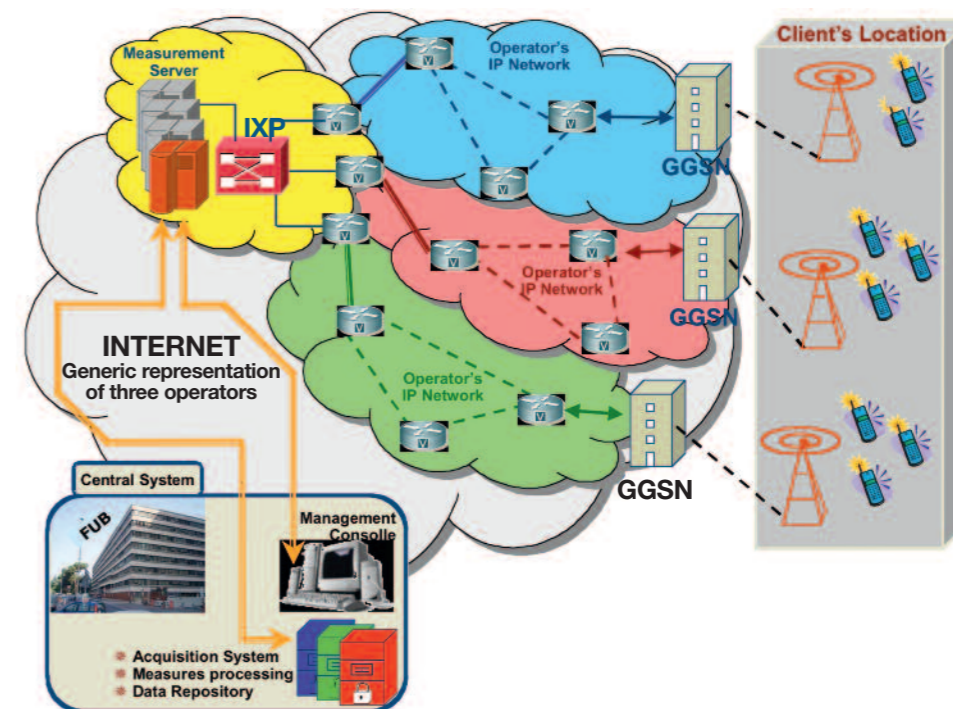 Measurement
Server
IXP
Operator's
IP Network
GGSN
Client's Location
Operator's
IP Network
GGSN
INTERNET
Generic representation
of three operators
Operator's
IP Network
GGSN
Central System
FUB
Management
Consolle
Acquisition System
Measures processing
Data Repository
V
V
V
V
V
V
V
V
V
V
V
V